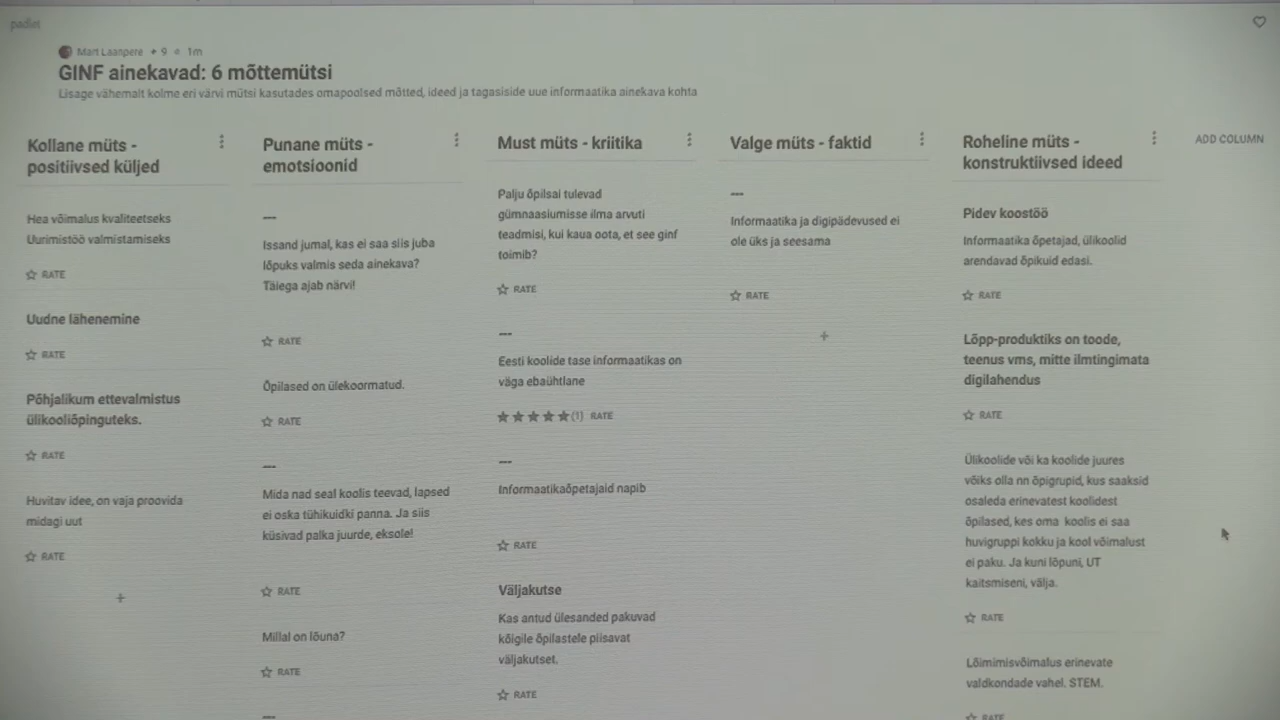 padlet
Mart Laanpere + 9 1m
GINF ainekavad: 6 mõttemütsi
Lisage vähemalt kolme eri värvi mütsi kasutades omapoolsed mõtted, ideed ja tagasiside uue informaatika ainekava kohta
Kollane müts -
positiivsed küljed
Hea võimalus kvaliteetseks
Uurimistöö valmistamiseks
RATE
Uudne lähenemine
RATE
Põhjalikum ettevalmistus
ülikooliõpinguteks.
RATE
Huvitav idee, on vaja proovida
midagi uut
RATE
+
Punane müts -
emotsioonid
---
Issand jumal, kas ei saa siis juba
lõpuks valmis seda ainekava?
Täiega ajab närvi!
RATE
Õpilased on ülekoormatud.
RATE
---
Mida nad seal koolis teevad, lapsed
ei oska tühikuidki panna. Ja siis
küsivad palka juurde, eksole!
RATE
Millal on lõuna?
RATE
---
Must müts - kriitika
Palju õpilsai tulevad
gümnaasiumisse ilma arvuti
teadmisi, kui kaua oota, et see ginf
toimib?
RATE
---
Eesti koolide tase informaatikas on
väga ebaühtlane
★★★★★(1) RATE
---
Informaatikaõpetajaid napib
RATE
Väljakutse
Kas antud ülesanded pakuvad
kõigile õpilastele piisavat
väljakutset.
RATE
Valge müts - faktid
---
Informaatika ja digipädevused ei
ole üks ja seesama
RATE
+
Roheline müts -
konstruktiivsed ideed
Pidev koostöö
Informaatika õpetajad, ülikoolid
arendavad õpikuid edasi.
RATE
Lõpp-produktiks on toode,
teenus vms, mitte ilmtingimata
digilahendus
RATE
Ülikoolide või ka koolide juures
võiks olla nn õpigrupid, kus saaksid
osaleda erinevatest koolidest
õpilased, kes oma koolis ei saa
huvigruppi kokku ja kool võimalust
ei paku. Ja kuni lõpuni, UT
kaitsmiseni, välja.
RATE
Lõimimisvõimalus erinevate
valdkondade vahel. STEM.
RATE
ADD COLUMN